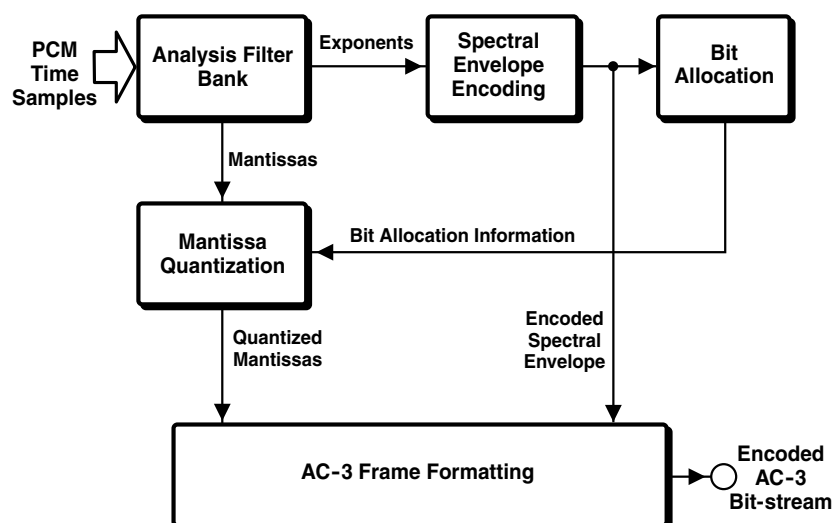 PCM
Time
Samples
Analysis Filter
Bank
Exponents
Spectral
Envelope
Encoding
Bit
Allocation
Mantissas
Mantissa
Quantization
Bit Allocation Information
Quantized
Mantissas
Encoded
Spectral
Envelope
AC-3 Frame Formatting
Encoded
AC-3
Bit-stream